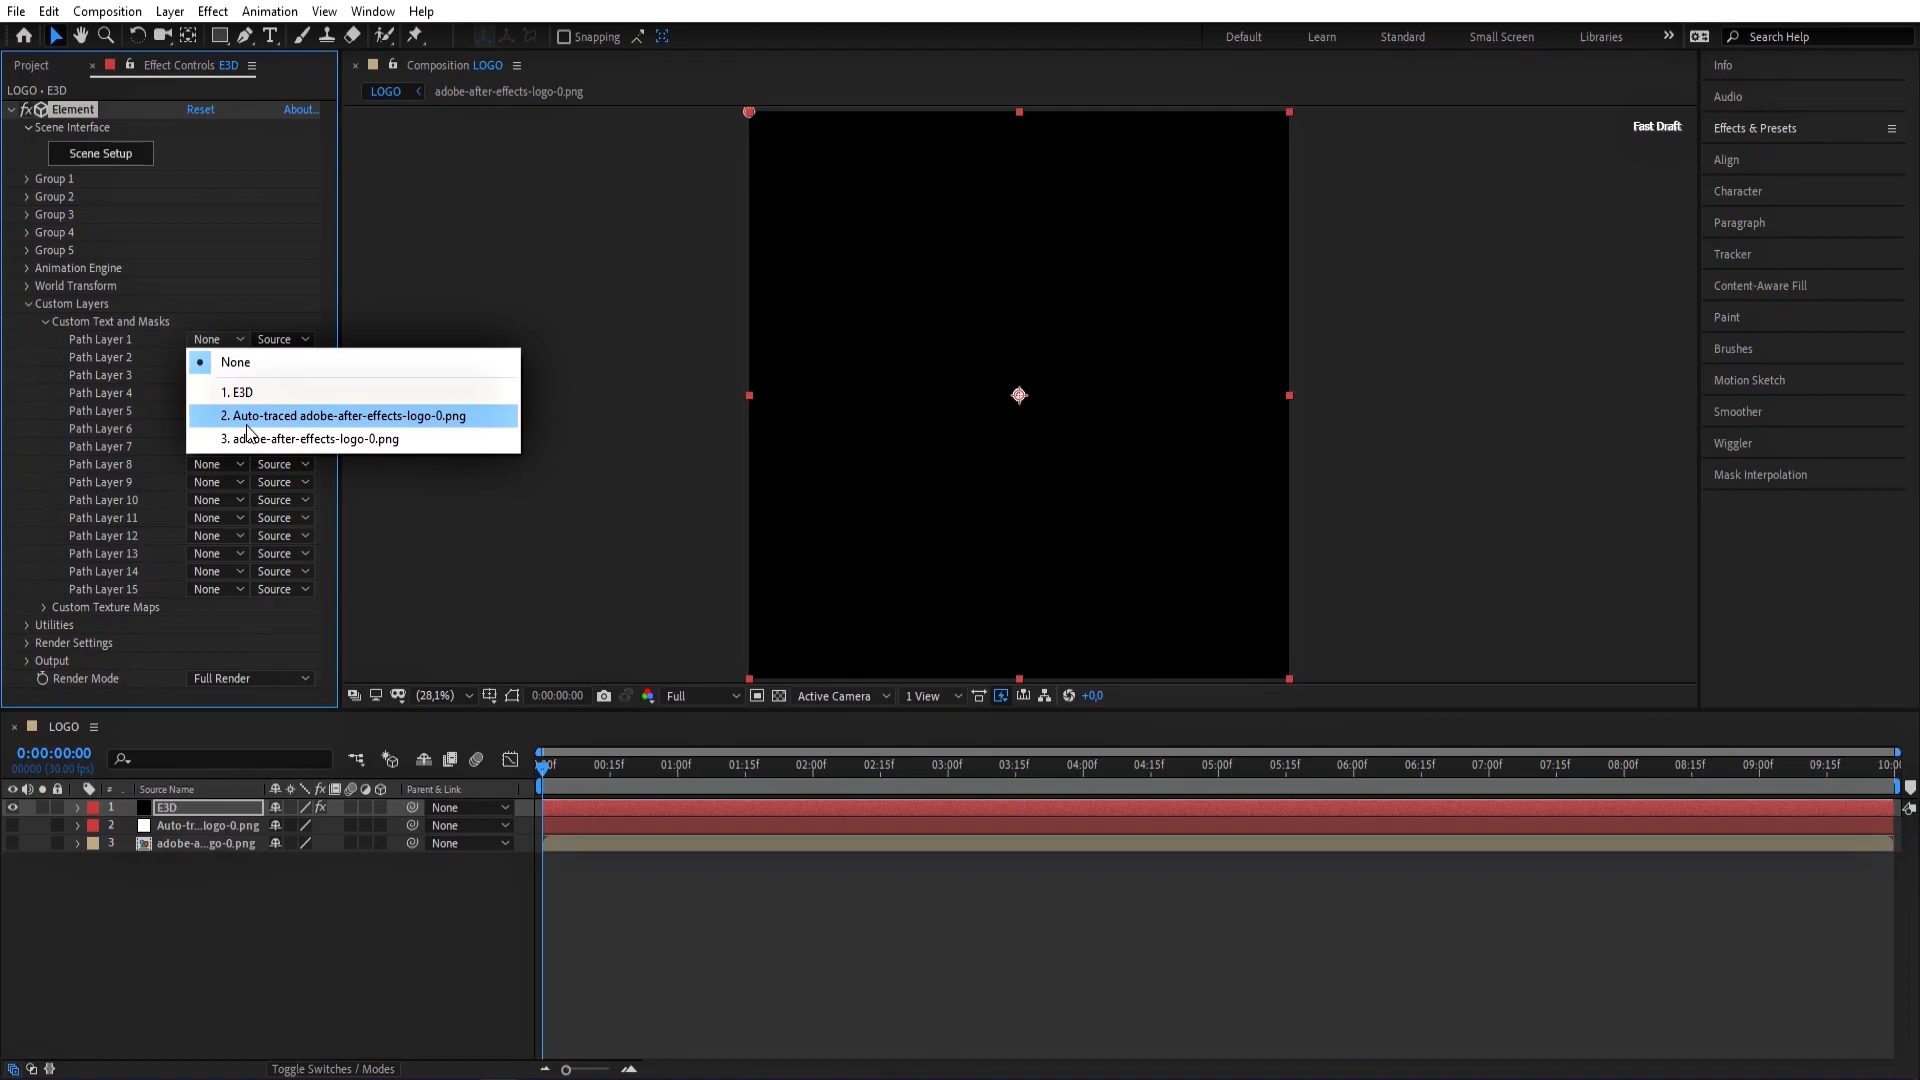 File Edit Composition Layer Effect Animation View Window Help
Snapping
Default Learn Standard Small Screen Libraries
Search Help
Project
Effect Controls E3D
LOGO • E3D
Element Reset About...
Scene Interface
Scene Setup
Group 1
Group 2
Group 3
Group 4
Group 5
Animation Engine
World Transform
Custom Layers
Custom Text and Masks
Path Layer 1 None Source
Path Layer 2
Path Layer 3
Path Layer 4
Path Layer 5
Path Layer 6
Path Layer 7
Path Layer 8 None Source
Path Layer 9 None Source
Path Layer 10 None Source
Path Layer 11 None Source
Path Layer 12 None Source
Path Layer 13 None Source
Path Layer 14 None Source
Path Layer 15 None Source
Custom Texture Maps
Utilities
Render Settings
Output
Render Mode Full Render
None
1. E3D
2. Auto-traced adobe-after-effects-logo-0.png
3. adobe-after-effects-logo-0.png
Composition LOGO
LOGO adobe-after-effects-logo-0.png
Fast Draft
(28,1%) 0:00:00:00 Full Active Camera 1 View +0,0
Info
Audio
Effects & Presets
Align
Character
Paragraph
Tracker
Content-Aware Fill
Paint
Brushes
Motion Sketch
Smoother
Wiggler
Mask Interpolation
LOGO
0:00:00:00
00000 (30.00 fps)
00:15f 01:00f 01:15f 02:00f 02:15f 03:00f 03:15f 04:00f 04:15f 05:00f 05:15f 06:00f 06:15f 07:00f 07:15f 08:00f 08:15f 09:00f 09:15f 10:00
# Source Name Parent & Link
1 E3D None
2 Auto-tr...logo-0.png None
3 adobe-a...go-0.png None
Toggle Switches / Modes